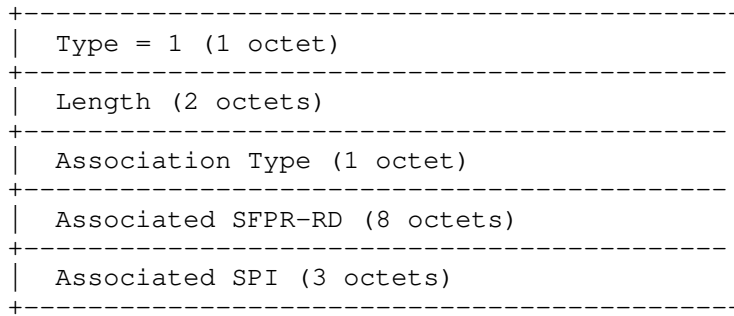 Type = 1 (1 octet)
Length (2 octets)
Association Type (1 octet)
Associated SFPR-RD (8 octets)
Associated SPI (3 octets)